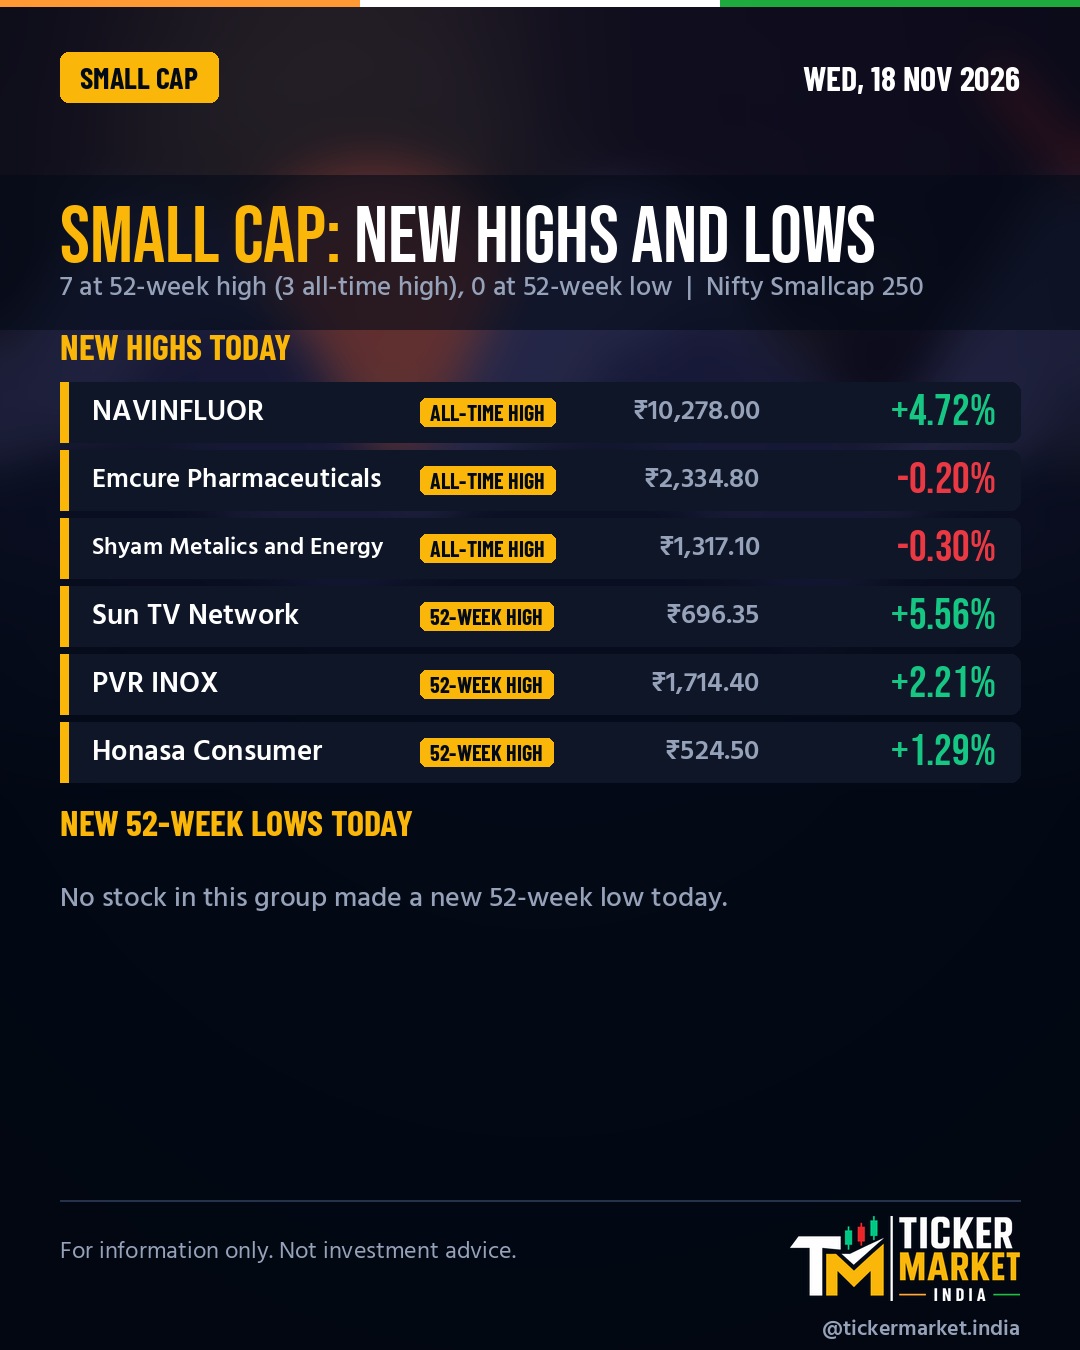 SMALL CAP
WED, 18 NOV 2026
SMALL CAP: NEW HIGHS AND LOWS
7 at 52-week high (3 all-time high), 0 at 52-week low | Nifty Smallcap 250
NEW HIGHS TODAY
NAVINFLUOR ALL-TIME HIGH ₹10,278.00 +4.72%
Emcure Pharmaceuticals ALL-TIME HIGH ₹2,334.80 -0.20%
Shyam Metalics and Energy ALL-TIME HIGH ₹1,317.10 -0.30%
Sun TV Network 52-WEEK HIGH ₹696.35 +5.56%
PVR INOX 52-WEEK HIGH ₹1,714.40 +2.21%
Honasa Consumer 52-WEEK HIGH ₹524.50 +1.29%
NEW 52-WEEK LOWS TODAY
No stock in this group made a new 52-week low today.
For information only. Not investment advice.
TM TICKER
MARKET
INDIA
@tickermarket.india